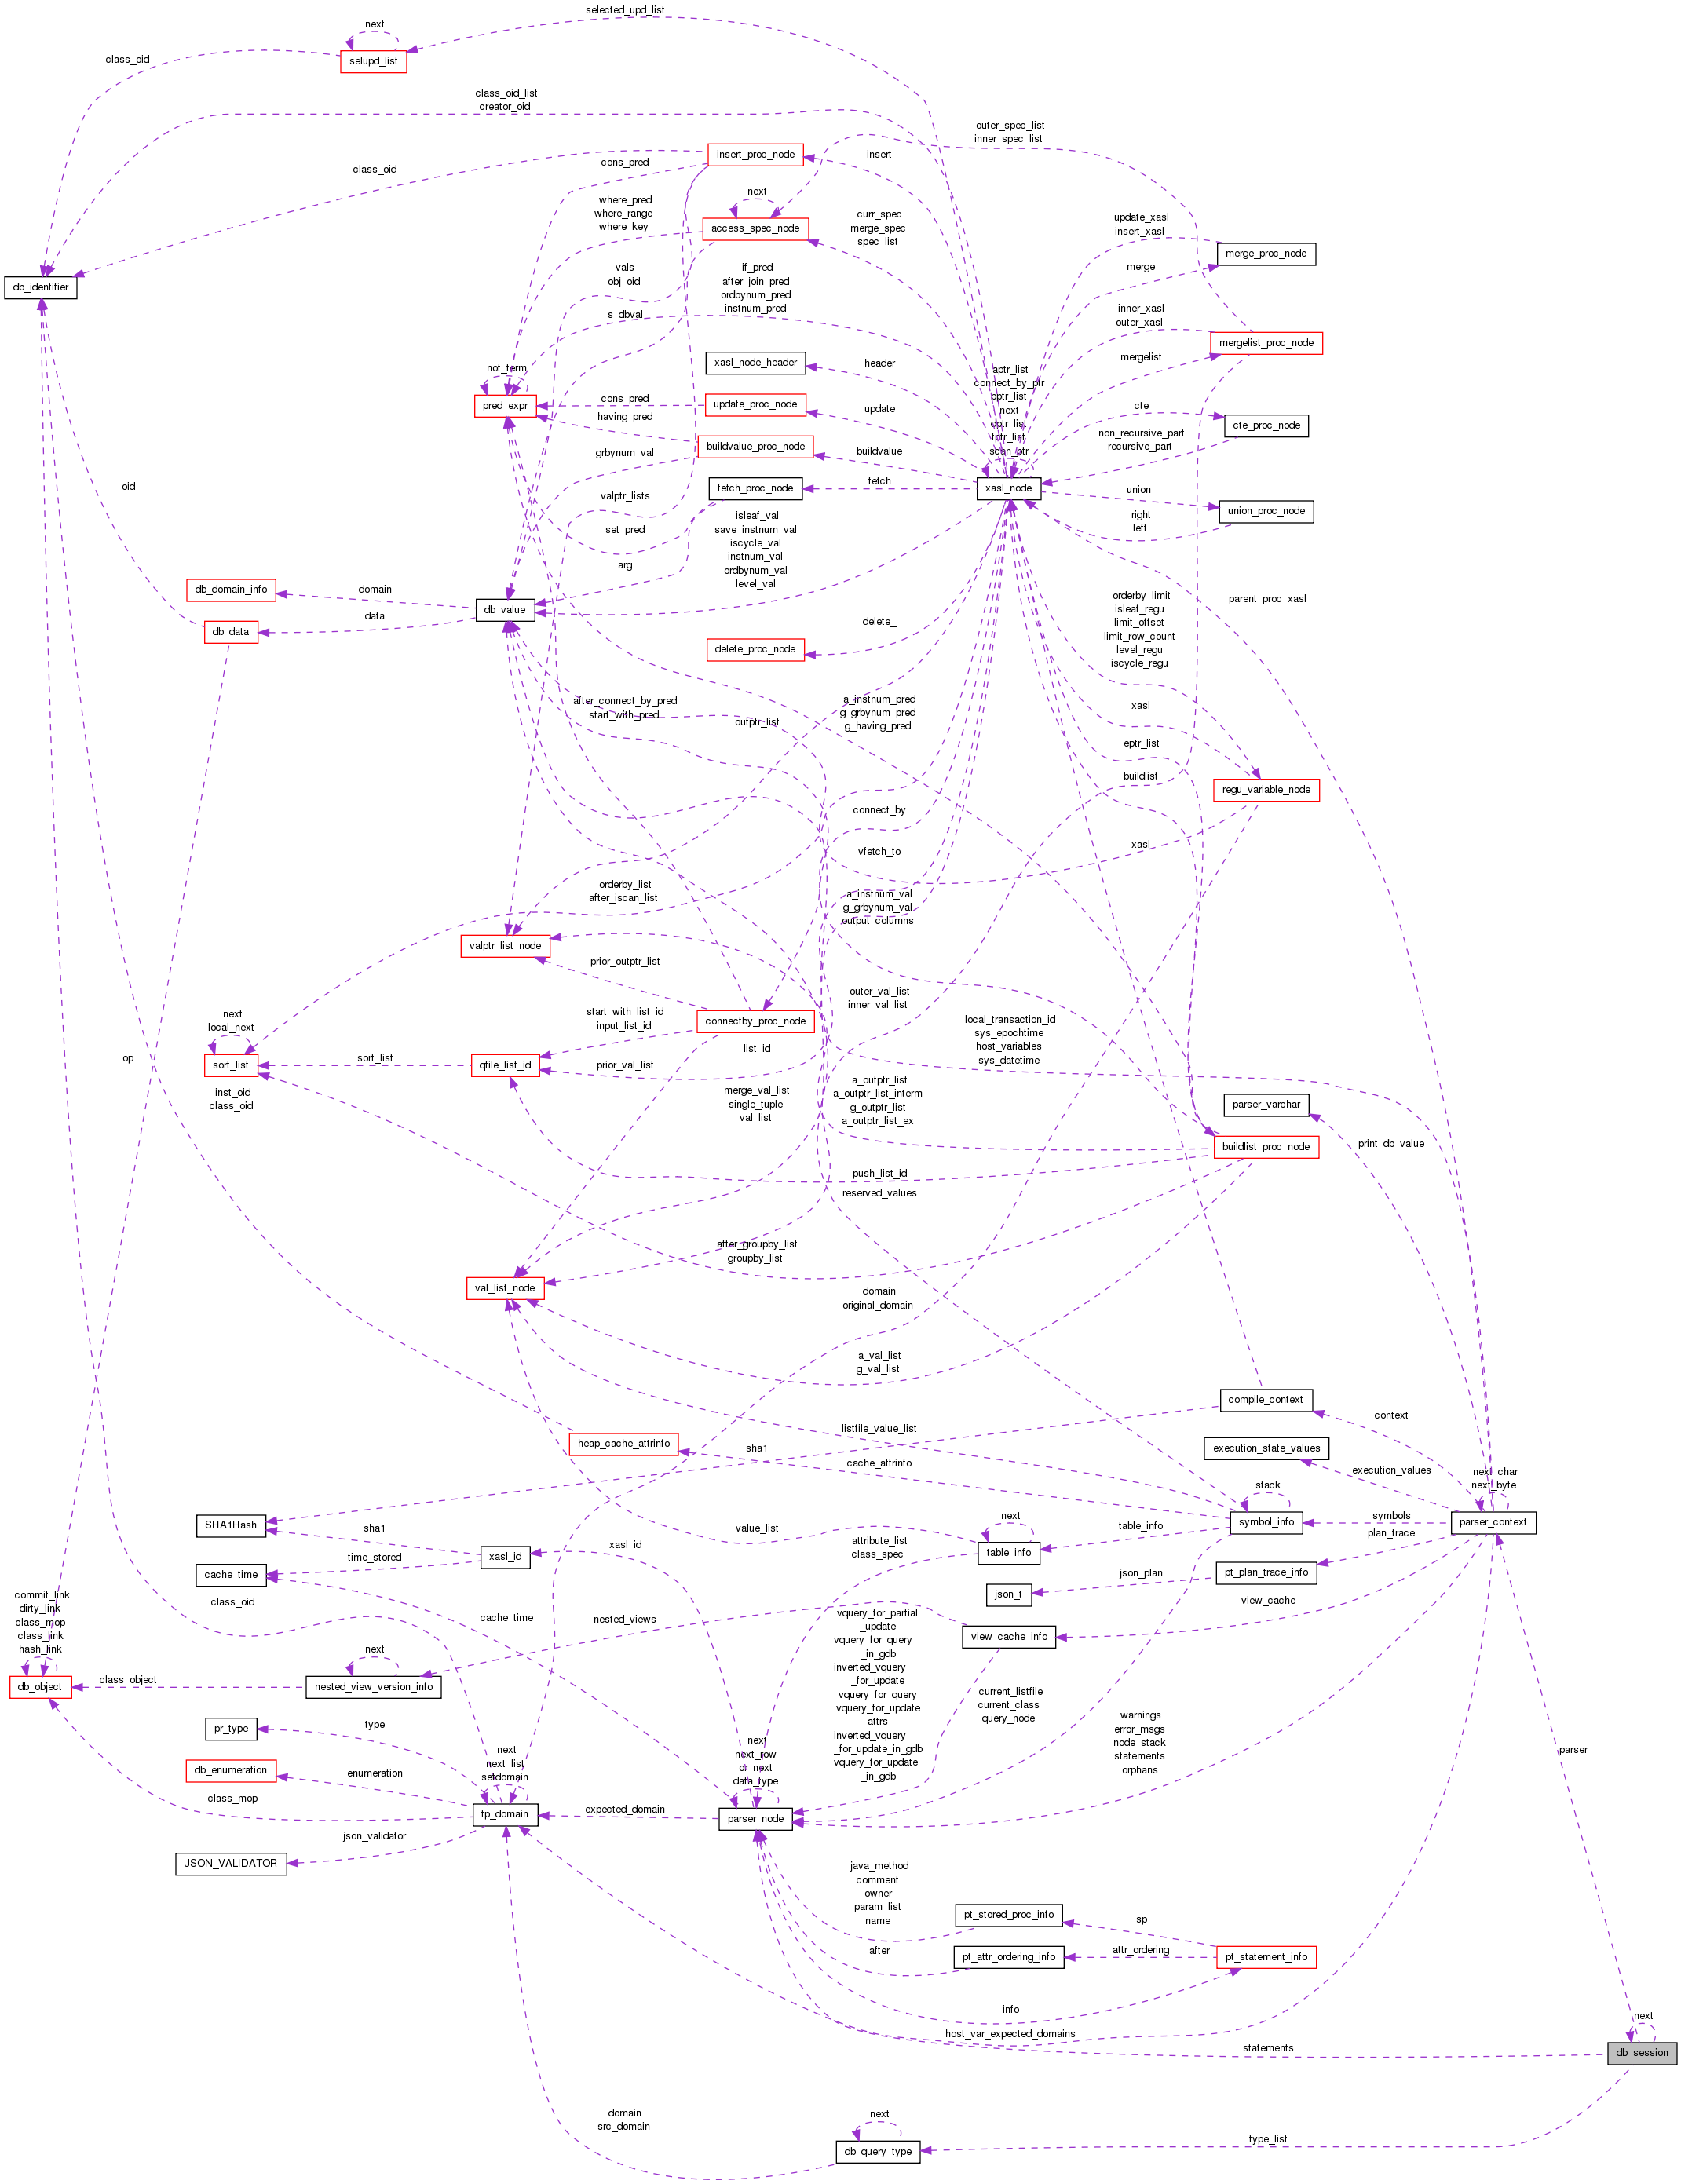 selected_upd_list
next
class_oid
selupd_list
class_oid_list
creator_oid
outer_spec_list
inner_spec_list
insert_proc_node
insert
cons_pred
class_oid
next
where_pred
where_range
where_key
access_spec_node
curr_spec
merge_spec
spec_list
update_xasl
insert_xasl
merge_proc_node
merge
vals
obj_oid
if_pred
after_join_pred
ordbynum_pred
instnum_pred
db_identifier
s_dbval
inner_xasl
outer_xasl
mergelist_proc_node
mergelist
xasl_node_header
header
not_term
aptr_list
connect_by_ptr
bptr_list
next
dptr_list
fptr_list
scan_ptr
pred_expr
cons_pred
update_proc_node
update
cte
cte_proc_node
having_pred
non_recursive_part
recursive_part
buildvalue_proc_node
buildvalue
grbynum_val
fetch_proc_node
fetch
xasl_node
oid
valptr_lists
union_
union_proc_node
right
left
set_pred
isleaf_val
save_instnum_val
iscycle_val
instnum_val
ordbynum_val
level_val
arg
db_domain_info
domain
db_value
orderby_limit
isleaf_regu
limit_offset
limit_row_count
level_regu
iscycle_regu
parent_proc_xasl
data
db_data
delete_
delete_proc_node
after_connect_by_pred
start_with_pred
outptr_list
a_instnum_pred
g_grbynum_pred
g_having_pred
xasl
eptr_list
buildlist
regu_variable_node
connect_by
vfetch_to
xasl
orderby_list
after_iscan_list
a_instnum_val
g_grbynum_val
output_columns
valptr_list_node
prior_outptr_list
outer_val_list
inner_val_list
next
local_next
start_with_list_id
input_list_id
connectby_proc_node
local_transaction_id
sys_epochtime
host_variables
sys_datetime
op
list_id
sort_list
sort_list
qfile_list_id
prior_val_list
inst_oid
class_oid
merge_val_list
single_tuple
val_list
a_outptr_list
a_outptr_list_interm
g_outptr_list
a_outptr_list_ex
parser_varchar
print_db_value
buildlist_proc_node
push_list_id
reserved_values
after_groupby_list
groupby_list
val_list_node
domain
original_domain
a_val_list
g_val_list
compile_context
context
listfile_value_list
heap_cache_attrinfo
sha1
cache_attrinfo
execution_state_values
execution_values
next_char
next_byte
stack
SHA1Hash
symbol_info
symbols
parser_context
sha1
value_list
next
table_info
plan_trace
xasl_id
xasl_id
attribute_list
class_spec
table_info
time_stored
cache_time
json_plan
pt_plan_trace_info
json_t
commit_link
dirty_link
class_mop
class_link
hash_link
class_oid
cache_time
nested_views
view_cache
view_cache_info
vquery_for_partial
_update
vquery_for_query
_in_gdb
inverted_vquery
_for_update
vquery_for_query
vquery_for_update
attrs
inverted_vquery
_for_update_in_gdb
vquery_for_update
_in_gdb
next
db_object
class_object
nested_view_version_info
current_listfile
current_class
query_node
warnings
error_msgs
node_stack
statements
orphans
pr_type
type
next
next_list
setdomain
next
next_row
or_next
data_type
parser
db_enumeration
enumeration
class_mop
tp_domain
expected_domain
parser_node
json_validator
JSON_VALIDATOR
java_method
comment
owner
param_list
name
pt_stored_proc_info
sp
after
pt_attr_ordering_info
attr_ordering
pt_statement_info
info
host_var_expected_domains
next
statements
db_session
domain
src_domain
next
db_query_type
type_list